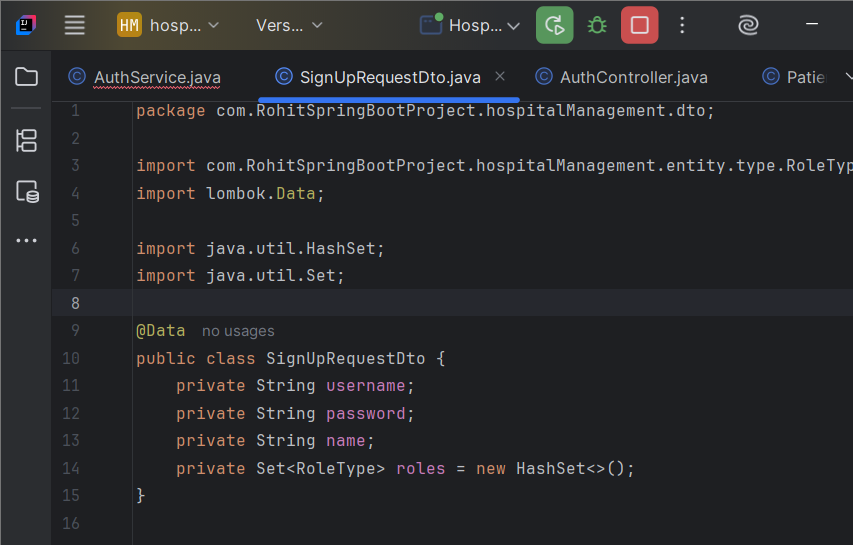 HM hosp... Vers... Hosp...
AuthService.java SignUpRequestDto.java AuthController.java Patie
1 package com.RohitSpringBootProject.hospitalManagement.dto;
2
3 import com.RohitSpringBootProject.hospitalManagement.entity.type.RoleTyp
4 import lombok.Data;
5
6 import java.util.HashSet;
7 import java.util.Set;
8
9 @Data no usages
10 public class SignUpRequestDto {
11 private String username;
12 private String password;
13 private String name;
14 private Set<RoleType> roles = new HashSet<>();
15 }
16